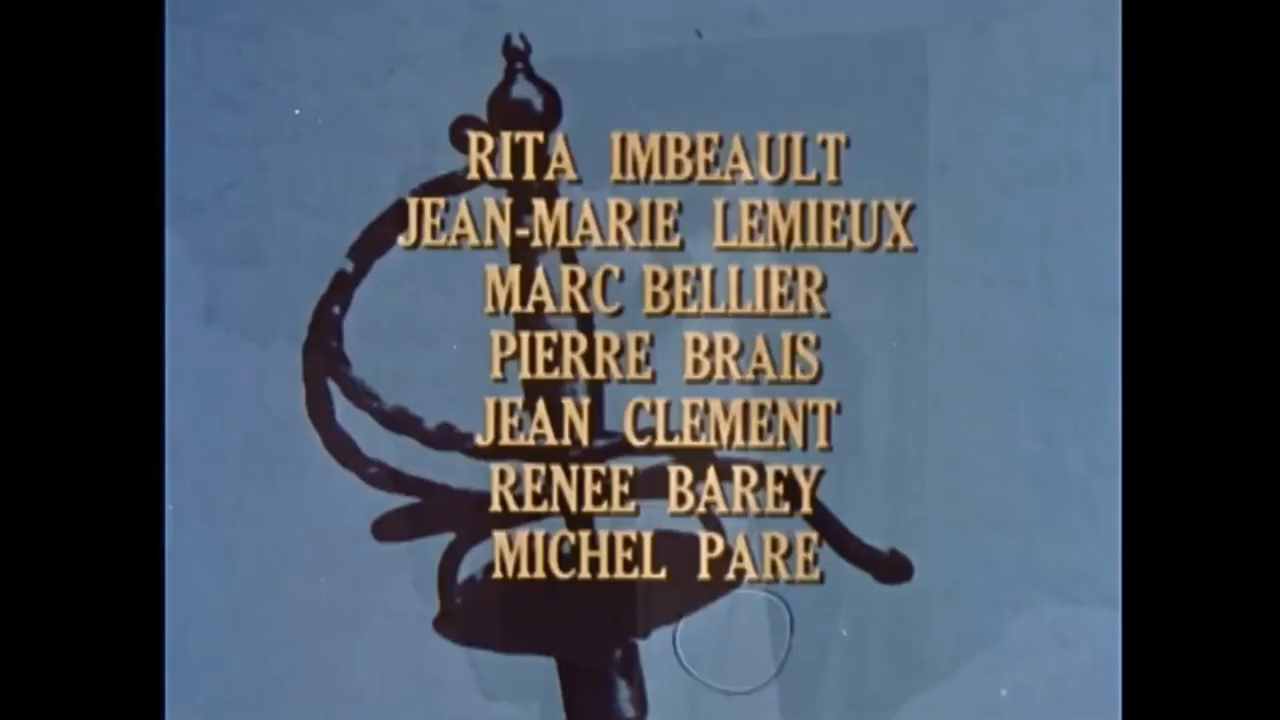 RITA IMBEAULT
JEAN-MARIE LEMIEUX
MARC BELLIER
PIERRE BRAIS
JEAN CLEMENT
RENEE BAREY
MICHEL PARE